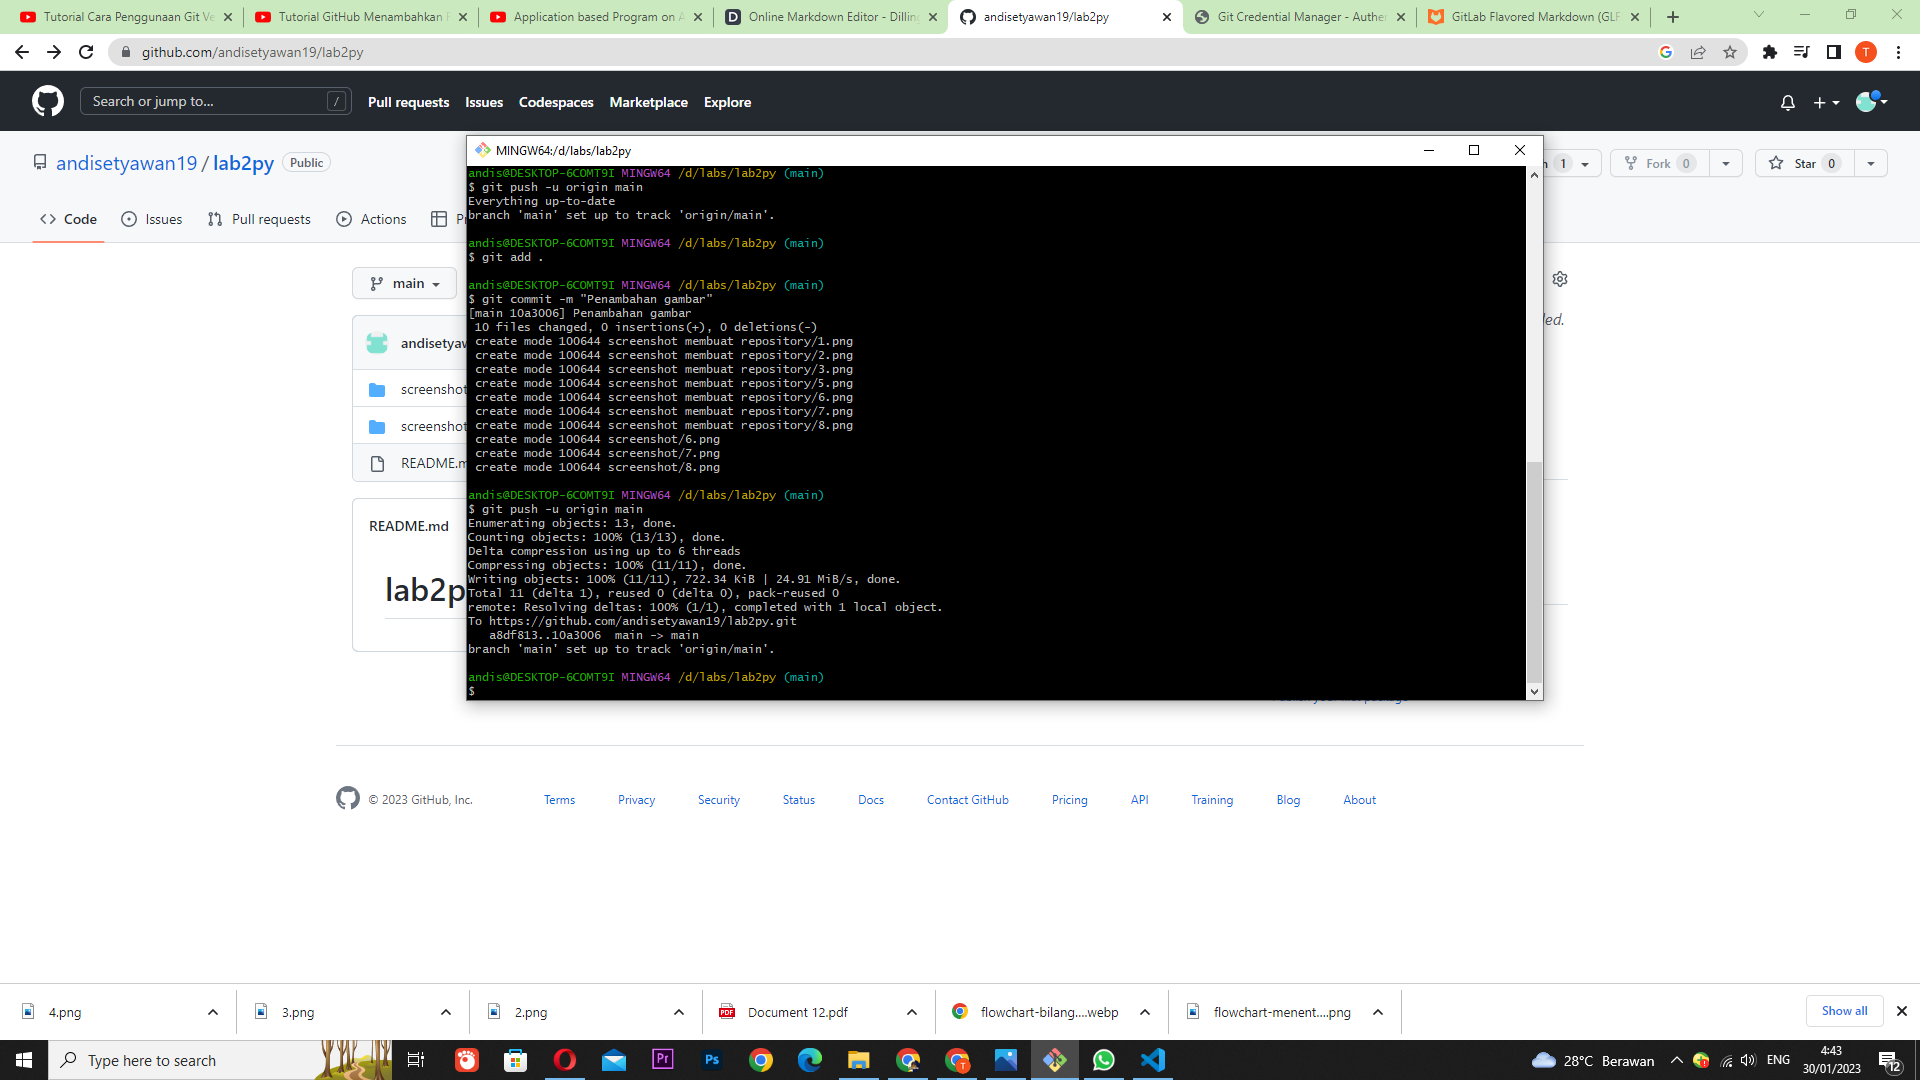 Tutorial Cara Penggunaan Git Ve
Tutorial GitHub Menambahkan
Application based Program on A
Online Markdown Editor - Dilling
andisetyawan19/lab2py
Git Credential Manager - Authen
GitLab Flavored Markdown (GLF
github.com/andisetyawan19/lab2py
T
Search or jump to...
/
Pull requests
Issues
Codespaces
Marketplace
Explore
andisetyawan19 / lab2py
Public
1
Fork 0
Star 0
Code
Issues
Pull requests
Actions
main
andisetyaw
screenshot
screenshot
README.m
README.md
lab2p
led.
MINGW64:/d/labs/lab2py
andis@DESKTOP-6COMT9I MINGW64 /d/labs/lab2py (main)
$ git push -u origin main
Everything up-to-date
branch 'main' set up to track 'origin/main'.
andis@DESKTOP-6COMT9I MINGW64 /d/labs/lab2py (main)
$ git add .
andis@DESKTOP-6COMT9I MINGW64 /d/labs/lab2py (main)
$ git commit -m "Penambahan gambar"
[main 10a3006] Penambahan gambar
10 files changed, 0 insertions(+), 0 deletions(-)
create mode 100644 screenshot membuat repository/1.png
create mode 100644 screenshot membuat repository/2.png
create mode 100644 screenshot membuat repository/3.png
create mode 100644 screenshot membuat repository/5.png
create mode 100644 screenshot membuat repository/6.png
create mode 100644 screenshot membuat repository/7.png
create mode 100644 screenshot membuat repository/8.png
create mode 100644 screenshot/6.png
create mode 100644 screenshot/7.png
create mode 100644 screenshot/8.png
andis@DESKTOP-6COMT9I MINGW64 /d/labs/lab2py (main)
$ git push -u origin main
Enumerating objects: 13, done.
Counting objects: 100% (13/13), done.
Delta compression using up to 6 threads
Compressing objects: 100% (11/11), done.
Writing objects: 100% (11/11), 722.34 KiB | 24.91 MiB/s, done.
Total 11 (delta 1), reused 0 (delta 0), pack-reused 0
remote: Resolving deltas: 100% (1/1), completed with 1 local object.
To https://github.com/andisetyawan19/lab2py.git
a8df813..10a3006 main -> main
branch 'main' set up to track 'origin/main'.
andis@DESKTOP-6COMT9I MINGW64 /d/labs/lab2py (main)
$
© 2023 GitHub, Inc.
Terms
Privacy
Security
Status
Docs
Contact GitHub
Pricing
API
Training
Blog
About
4.png
3.png
2.png
Document 12.pdf
flowchart-bilang....webp
flowchart-menent....png
Show all
Type here to search
28°C Berawan
ENG
4:43
30/01/2023
12